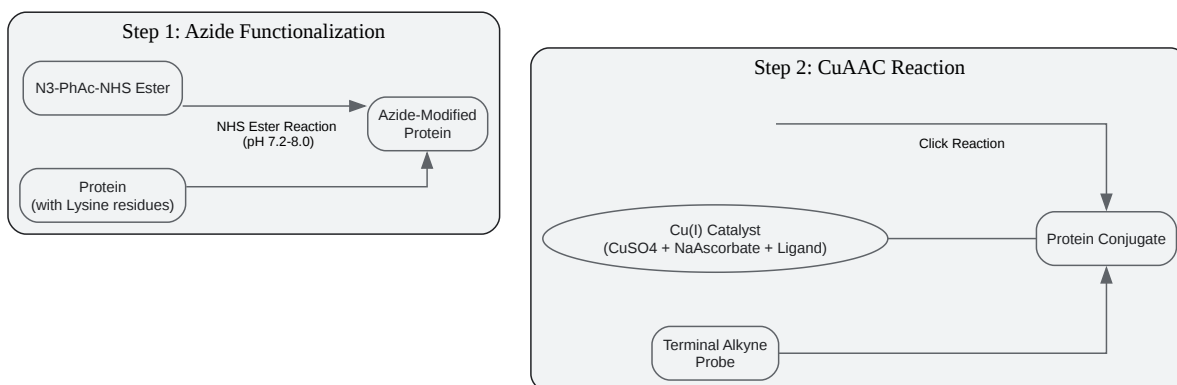 Step 1: Azide Functionalization
N3-PhAc-NHS Ester
NHS Ester Reaction
(pH 7.2-8.0)
Azide-Modified
Protein
Protein
(with Lysine residues)
Step 2: CuAAC Reaction
Click Reaction
Cu(I) Catalyst
(CuSO4 + NaAscorbate + Ligand)
Protein Conjugate
Terminal Alkyne
Probe